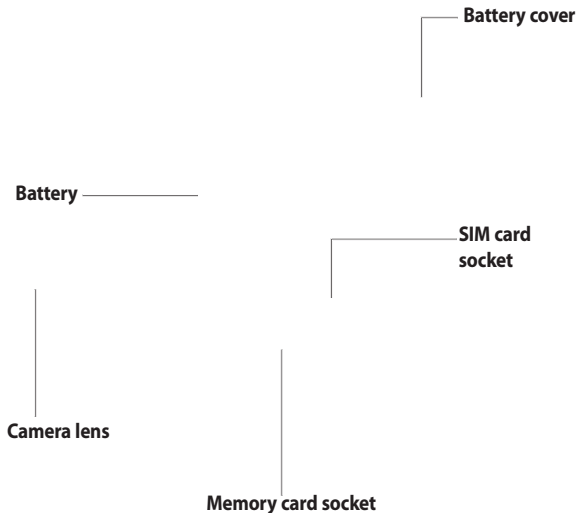 Battery cover
Battery
SIM card
socket
Camera lens
Memory card socket